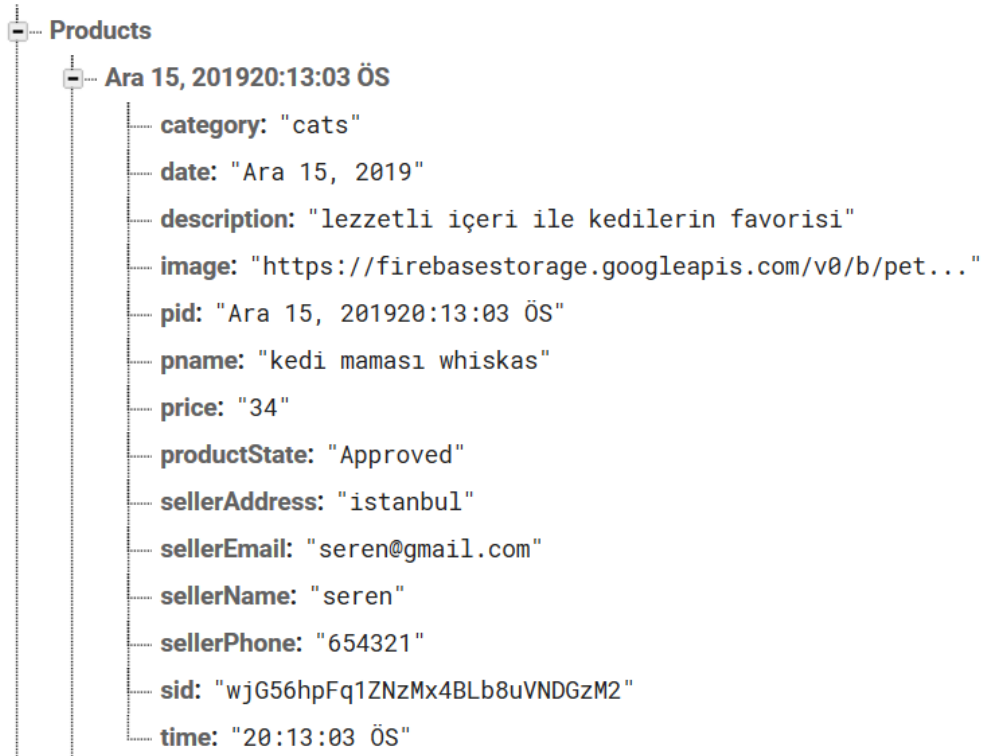 Products
Ara 15, 201920:13:03 ÖS
category: "cats"
date: "Ara 15, 2019"
description: "lezzetli içeri ile kedilerin favorisi"
image: "https://firebasestorage.googleapis.com/v0/b/pet..."
pid: "Ara 15, 201920:13:03 ÖS"
pname: "kedi maması whiskas"
price: "34"
productState: "Approved"
sellerAddress: "istanbul"
sellerEmail: "seren@gmail.com"
sellerName: "seren"
sellerPhone: "654321"
sid: "wjG56hpFq1ZNzMx4BLb8uVNDGzM2"
time: "20:13:03 ÖS"